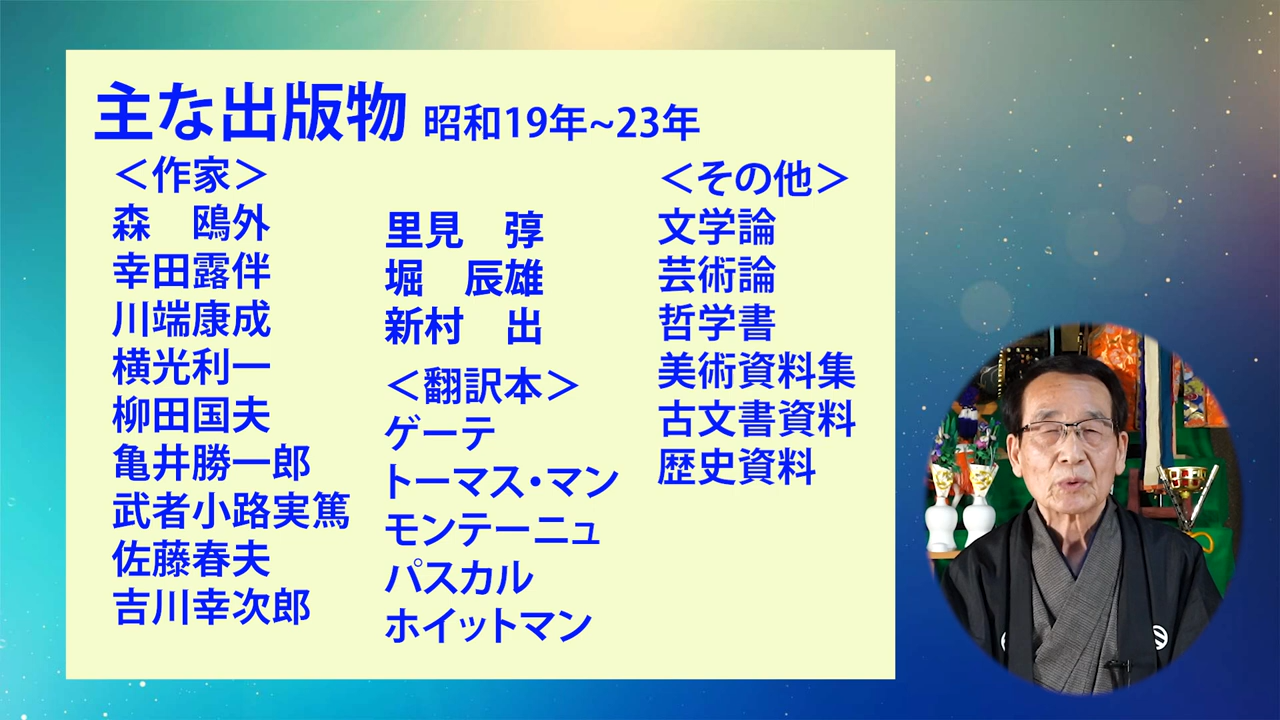 主な出版物 昭和19年~23年
＜作家＞
森　鴎外
幸田露伴
川端康成
横光利一
柳田国夫
亀井勝一郎
武者小路実篤
佐藤春夫
吉川幸次郎
里見　弴
堀　辰雄
新村　出
＜翻訳本＞
ゲーテ
トーマス・マン
モンテーニュ
パスカル
ホイットマン
＜その他＞
文学論
芸術論
哲学書
美術資料集
古文書資料
歴史資料